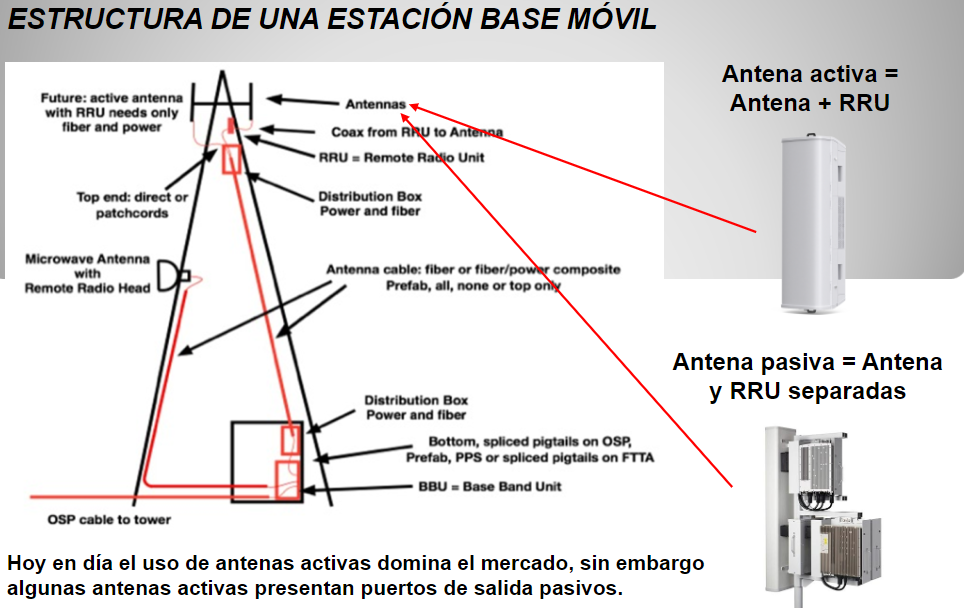 ESTRUCTURA DE UNA ESTACIÓN BASE MÓVIL
Future: active antenna
with RRU needs only
fiber and power
Antennas
Coax from RRU to Antenna
RRU = Remote Radio Unit
Top end: direct or
patchcords
Distribution Box
Power and fiber
Microwave Antenna
with
Remote Radio Head
Antenna cable: fiber or fiber/power composite
Prefab, all, none or top only
Distribution Box
Power and fiber
Bottom, spliced pigtails on OSP,
Prefab, PPS or spliced pigtails on FTTA
BBU = Base Band Unit
OSP cable to tower
Antena activa =
Antena + RRU
Antena pasiva = Antena
y RRU separadas
Hoy en día el uso de antenas activas domina el mercado, sin embargo
algunas antenas activas presentan puertos de salida pasivos.